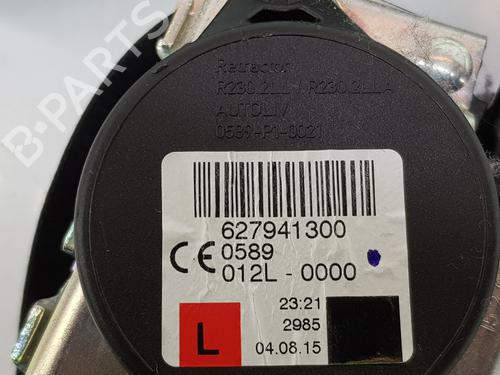 Retractor
R230.2LL / R230.2LLA
AUTOLIV
0589-P1-0021
627941300
CE 0589
012L - 0000
23:21
2985
L
04.08.15
B-PARTS